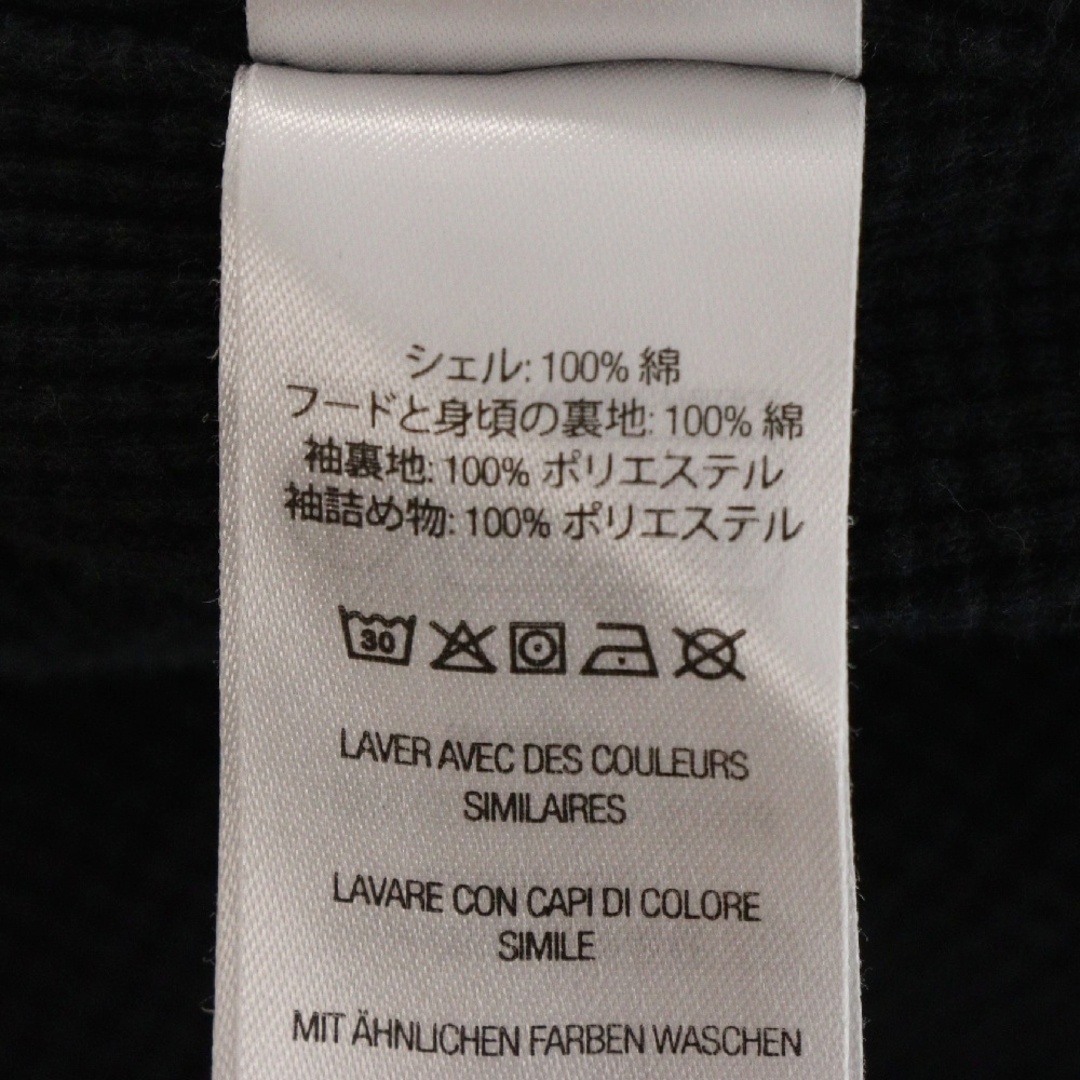 シェル: 100% 綿
フードと身頃の裏地: 100% 綿
袖裏地: 100% ポリエステル
袖詰め物: 100% ポリエステル
30
LAVER AVEC DES COULEURS
SIMILAIRES
LAVARE CON CAPI DI COLORE
SIMILE
MIT ÄHNLICHEN FARBEN WASCHEN